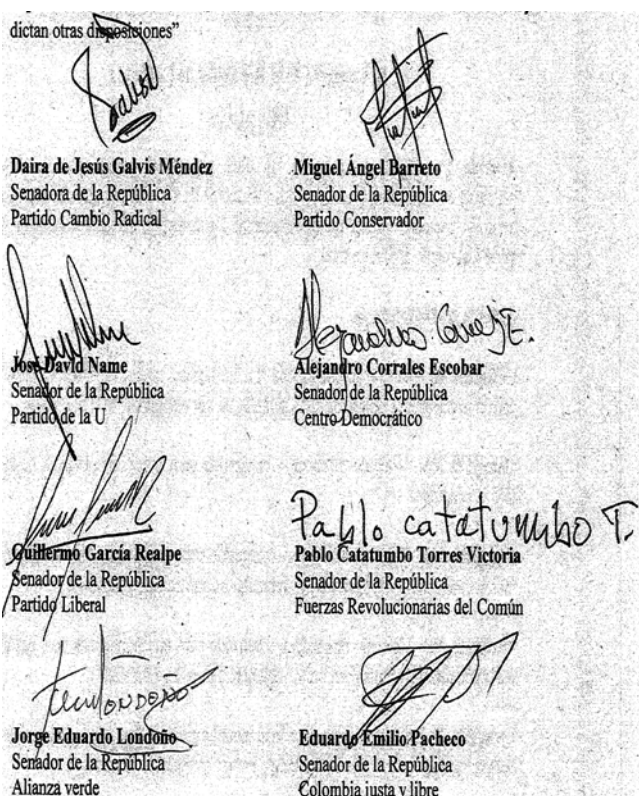 dictan otras disposiciones”
Daira de Jesús Galvis Méndez
Senadora de la República
Partido Cambio Radical
Miguel Ángel Barreto
Senador de la República
Partido Conservador
José David Name
Senador de la República
Partido de la U
Alejandro Corrales E.
Alejandro Corrales Escobar
Senador de la República
Centro Democrático
Guillermo García Realpe
Senador de la República
Partido Liberal
Pablo catatumbo T.
Pablo Catatumbo Torres Victoria
Senador de la República
Fuerzas Revolucionarias del Común
Jorge Eduardo Londoño
Senador de la República
Alianza verde
Eduardo Emilio Pacheco
Senador de la República
Colombia justa y libre